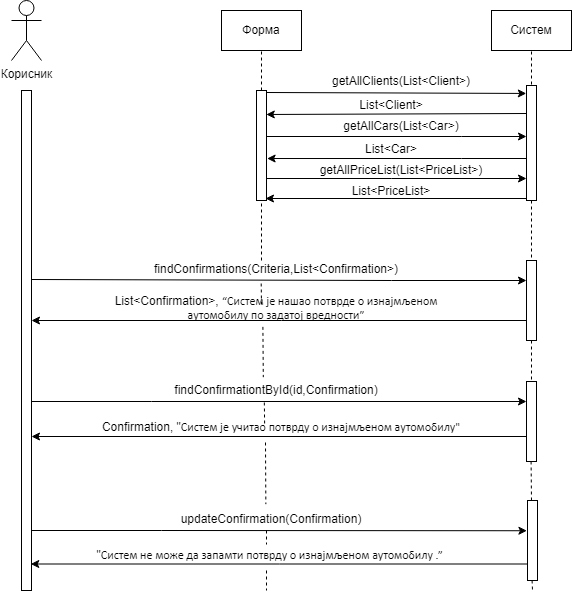 Форма
Систем
Корисник
getAllClients(List<Client>)
List<Client>
getAllCars(List<Car>)
List<Car>
getAllPriceList(List<PriceList>)
List<PriceList>
findConfirmations(Criteria,List<Confirmation>)
List<Confirmation>, “Систем је нашао потврде о изнајмљеном
аутомобилу по задатој вредности”
findConfirmationtById(id,Confirmation)
Confirmation, "Систем је учитао потврду о изнајмљеном аутомобилу"
updateConfirmation(Confirmation)
"Систем не може да запамти потврду о изнајмљеном аутомобилу .”